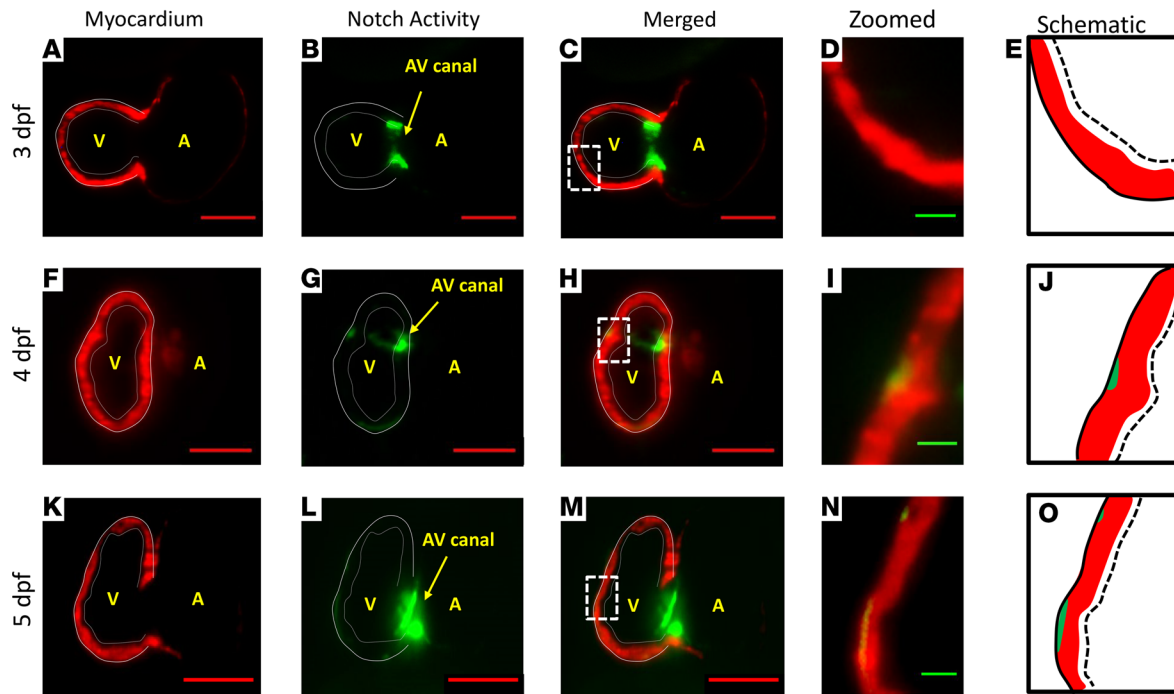 Myocardium Notch Activity Merged Zoomed Schematic
3 dpf
A V A
B AV canal V A
C V A
D
E
4 dpf
F V A
G AV canal V A
H V A
I
J
5 dpf
K V A
L AV canal V A
M V A
N
O